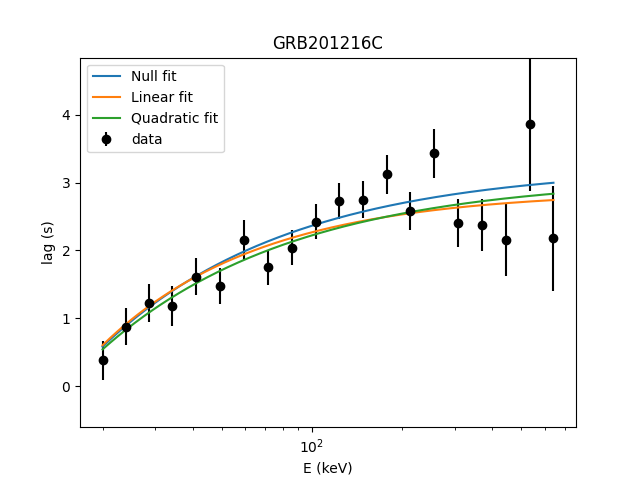 GRB201216C
Null fit
Linear fit
Quadratic fit
data
lag (s)
4
3
2
1
0
10²
E (keV)